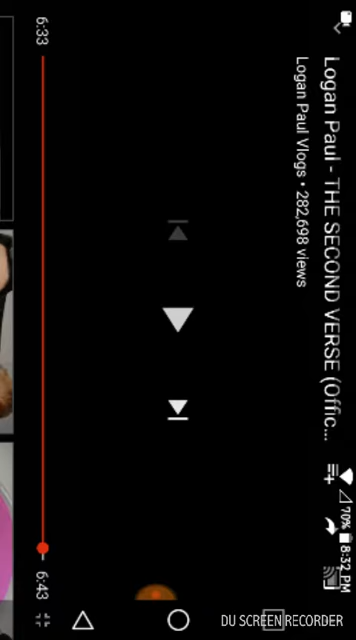 70% 8:32 PM
Logan Paul - THE SECOND VERSE (Offic...
Logan Paul Vlogs • 282,698 views
6:33
6:43
DU SCREEN RECORDER